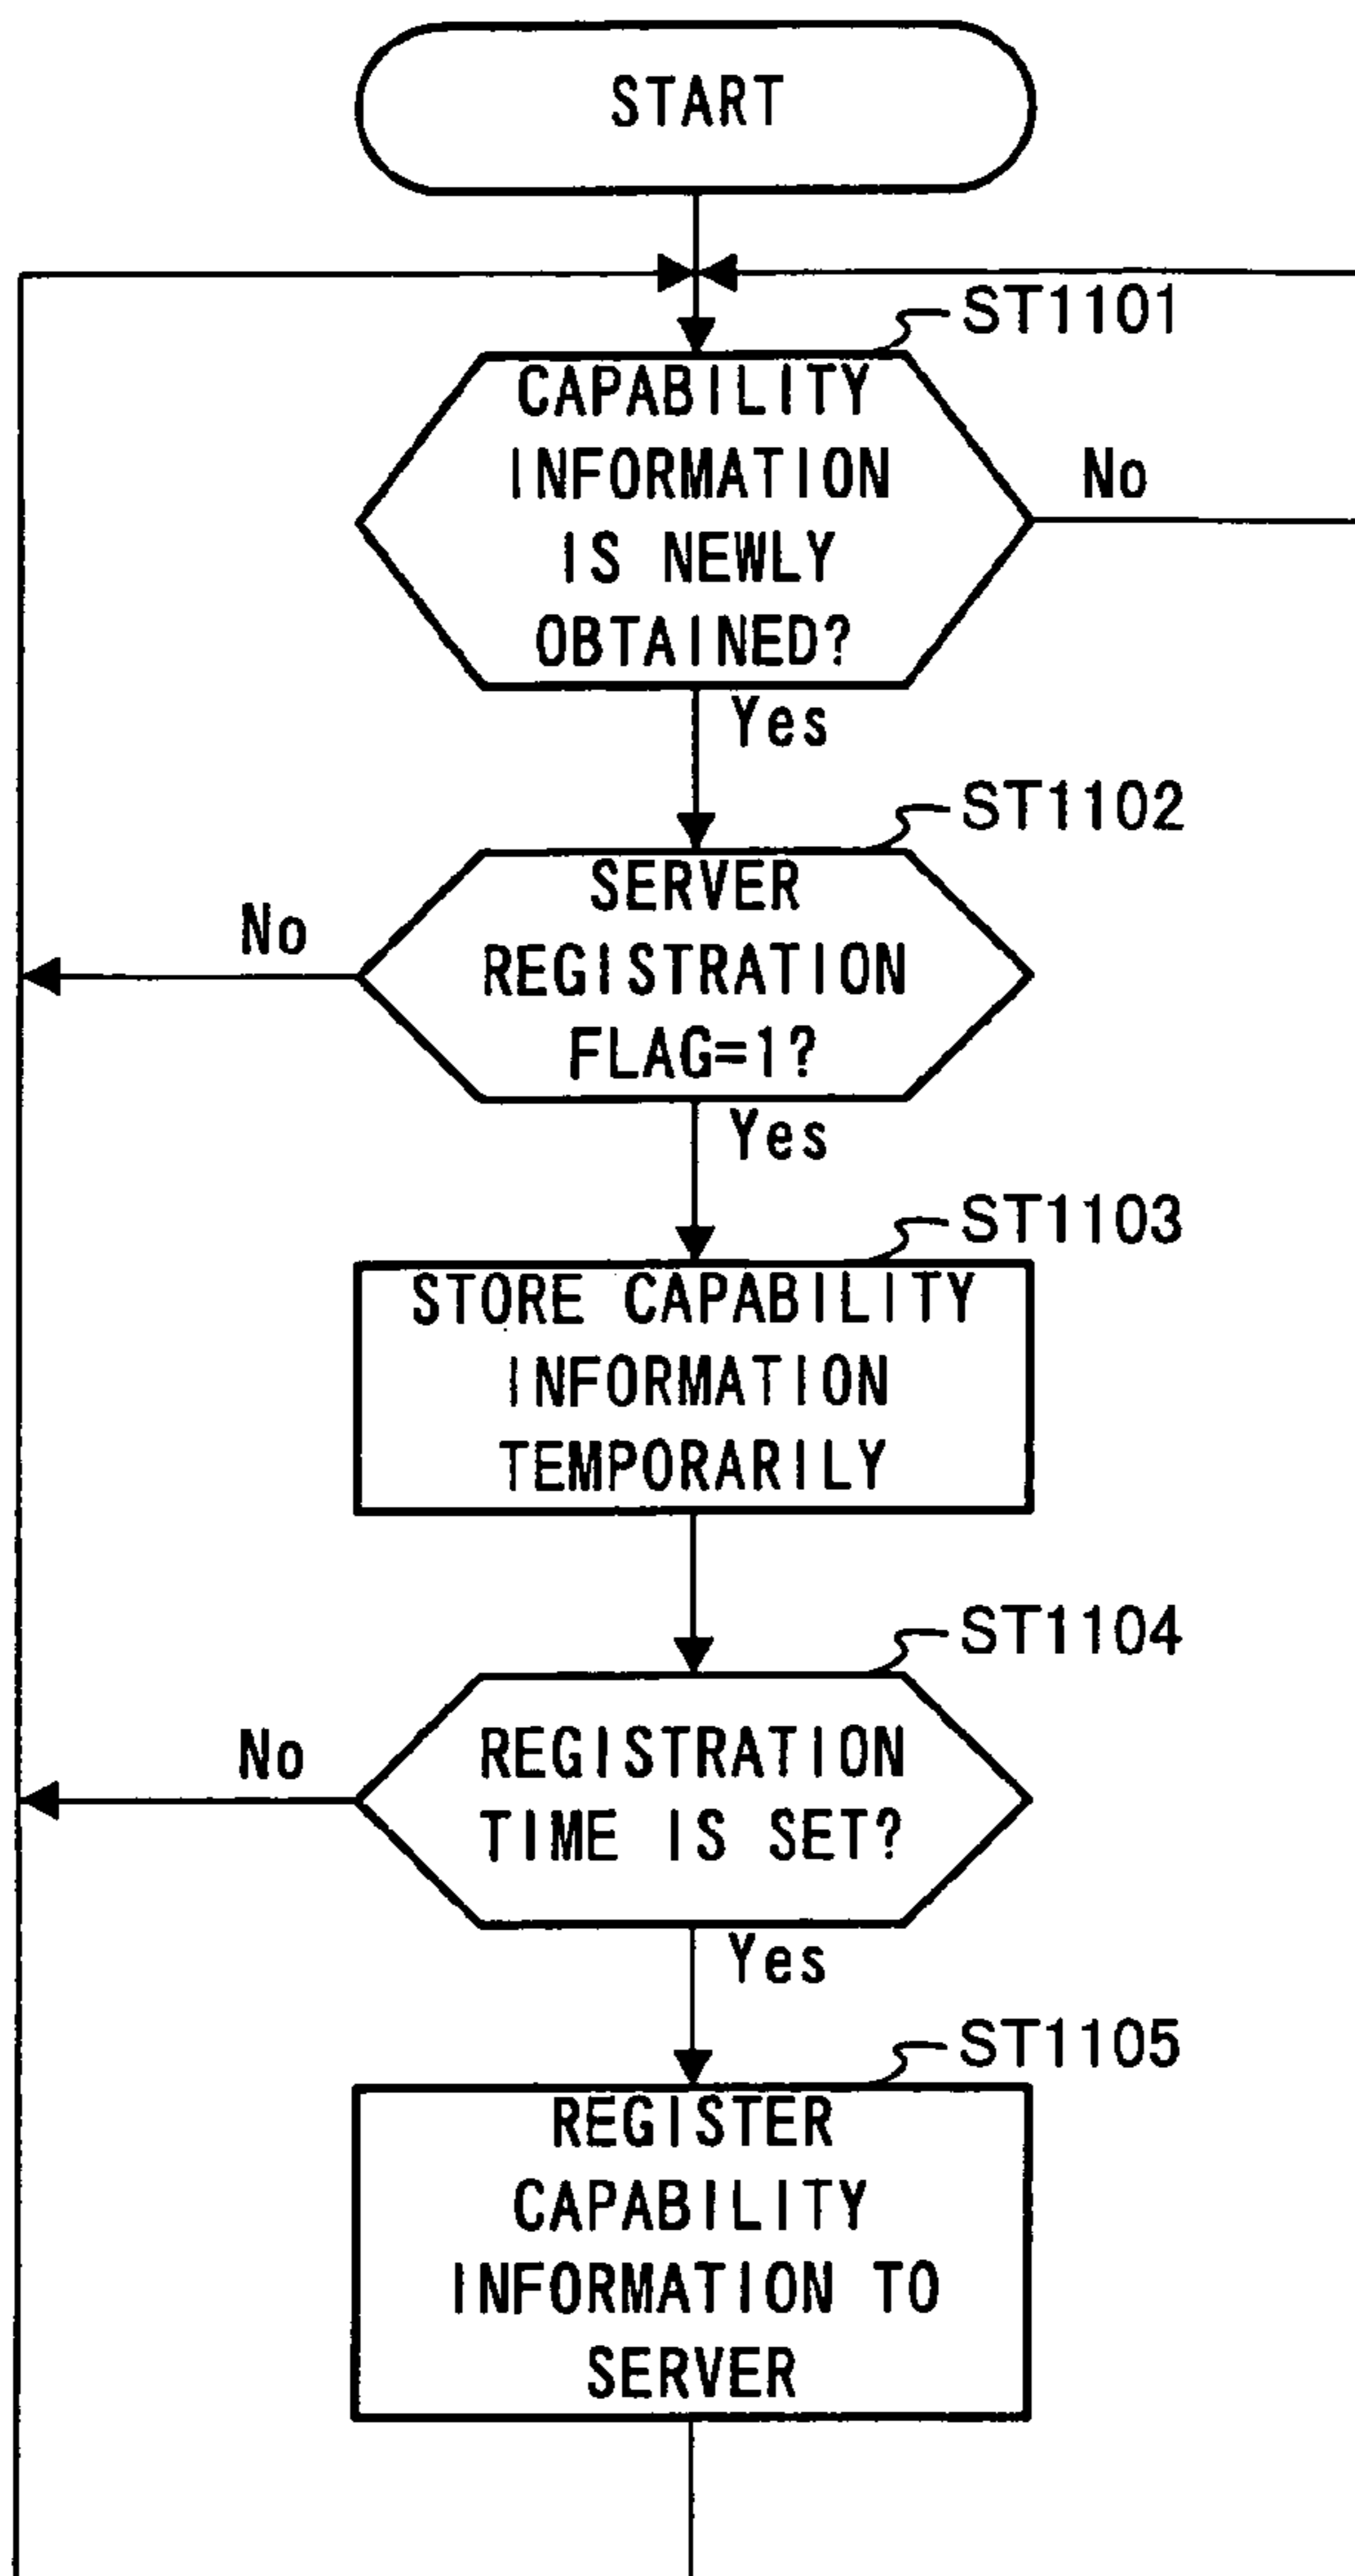 START
ST1101
CAPABILITY
INFORMATION
IS NEWLY
OBTAINED?
No
Yes
ST1102
SERVER
REGISTRATION
FLAG=1?
No
Yes
ST1103
STORE CAPABILITY
INFORMATION
TEMPORARILY
ST1104
REGISTRATION
TIME IS SET?
No
Yes
ST1105
REGISTER
CAPABILITY
INFORMATION TO
SERVER